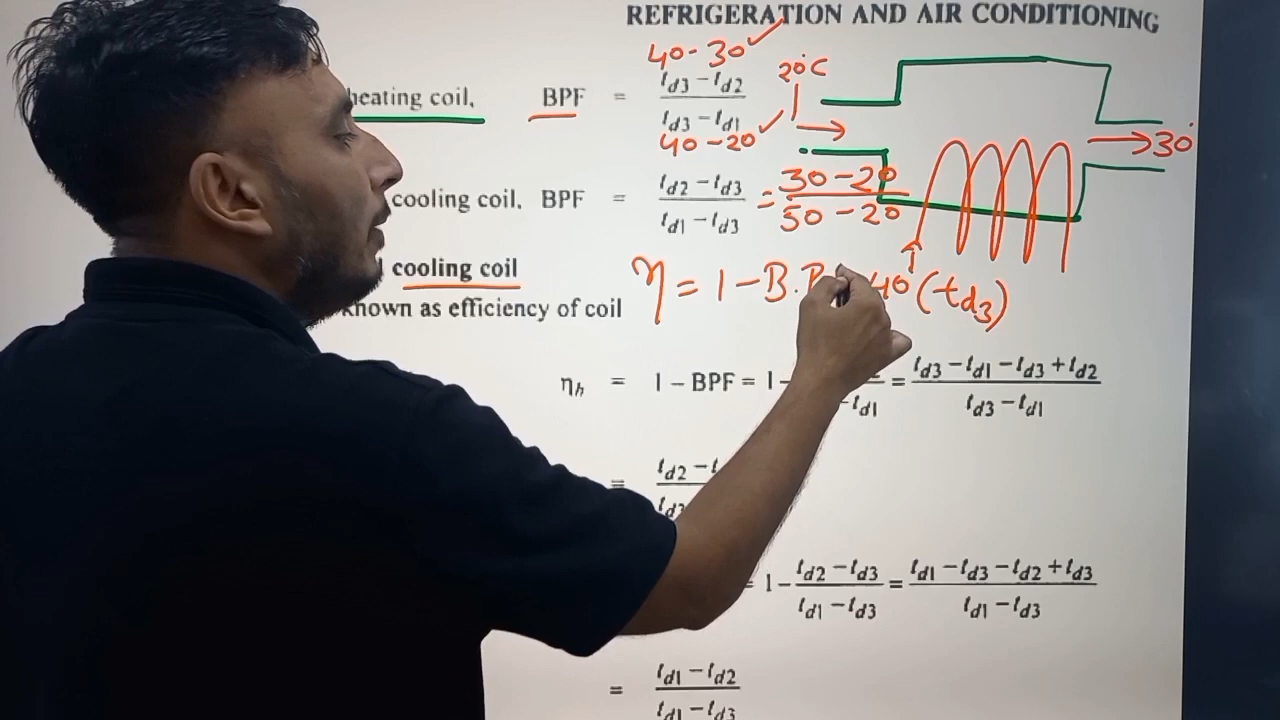 REFRIGERATION AND AIR CONDITIONING
40-30
20°C
heating coil, BPF = td3 – td2 / td3 – td1
40-20
30°
cooling coil, BPF = td2 – td3 / td1 – td3 = 30-20 / 50-20
cooling coil
η = 1 - B.P 40 (td3)
known as efficiency of coil
ηh = 1 – BPF = 1 – td1 = td3 – td1 – td3 + td2 / td3 – td1
= td2 – t
= 1 – td2 – td3 / td1 – td3 = td1 – td3 – td2 + td3 / td1 – td3
= td1 – td2 / td1 – td3